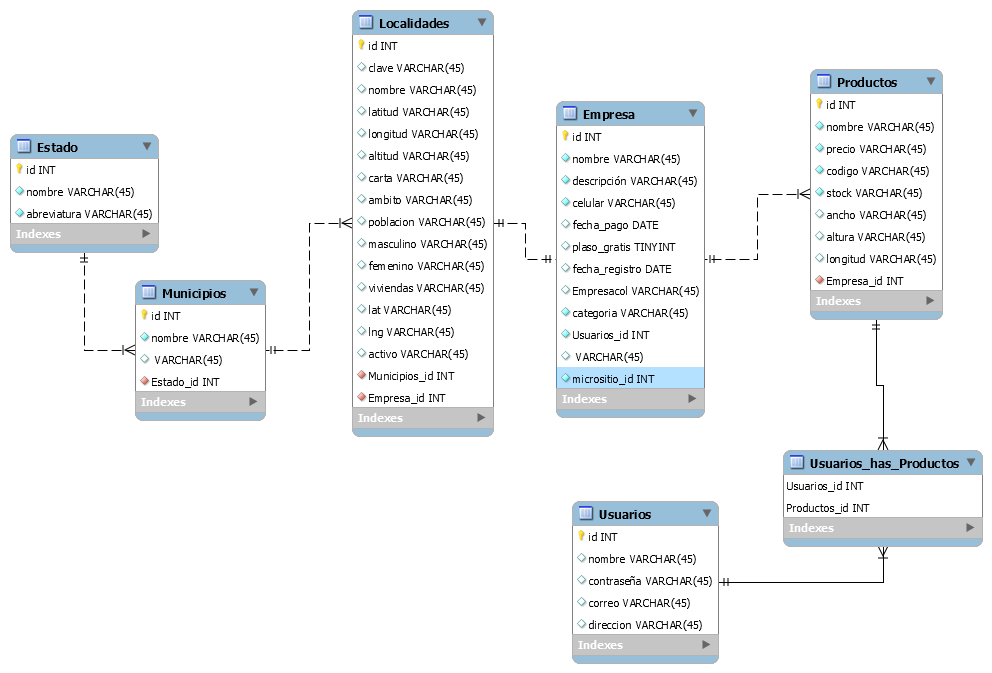 Estado
id INT
nombre VARCHAR(45)
abreviatura VARCHAR(45)
Indexes
Municipios
id INT
nombre VARCHAR(45)
VARCHAR(45)
Estado_id INT
Indexes
Localidades
id INT
clave VARCHAR(45)
nombre VARCHAR(45)
latitud VARCHAR(45)
longitud VARCHAR(45)
altitud VARCHAR(45)
carta VARCHAR(45)
ambito VARCHAR(45)
poblacion VARCHAR(45)
masculino VARCHAR(45)
femenino VARCHAR(45)
viviendas VARCHAR(45)
lat VARCHAR(45)
lng VARCHAR(45)
activo VARCHAR(45)
Municipios_id INT
Empresa_id INT
Indexes
Empresa
id INT
nombre VARCHAR(45)
descripción VARCHAR(45)
celular VARCHAR(45)
fecha_pago DATE
plaso_gratis TINYINT
fecha_registro DATE
Empresacol VARCHAR(45)
categoria VARCHAR(45)
Usuarios_id INT
VARCHAR(45)
micrositio_id INT
Indexes
Productos
id INT
nombre VARCHAR(45)
precio VARCHAR(45)
codigo VARCHAR(45)
stock VARCHAR(45)
ancho VARCHAR(45)
altura VARCHAR(45)
longitud VARCHAR(45)
Empresa_id INT
Indexes
Usuarios_has_Productos
Usuarios_id INT
Productos_id INT
Indexes
Usuarios
id INT
nombre VARCHAR(45)
contraseña VARCHAR(45)
correo VARCHAR(45)
direccion VARCHAR(45)
Indexes